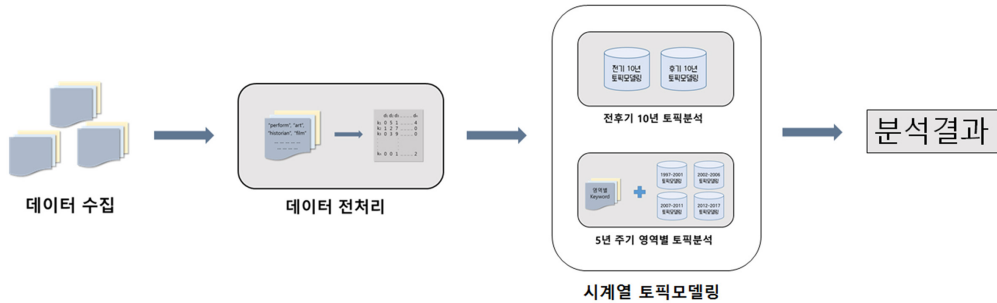 데이터 수집
"perform", "art",
"historian", "film"
데이터 전처리
전기 10년
토픽모델링
후기 10년
토픽모델링
전후기 10년 토픽분석
영역별
Keyword
1997-2001
토픽모델링
2002-2006
토픽모델링
2007-2011
토픽모델링
2012-2017
토픽모델링
5년 주기 영역별 토픽분석
시계열 토픽모델링
분석결과